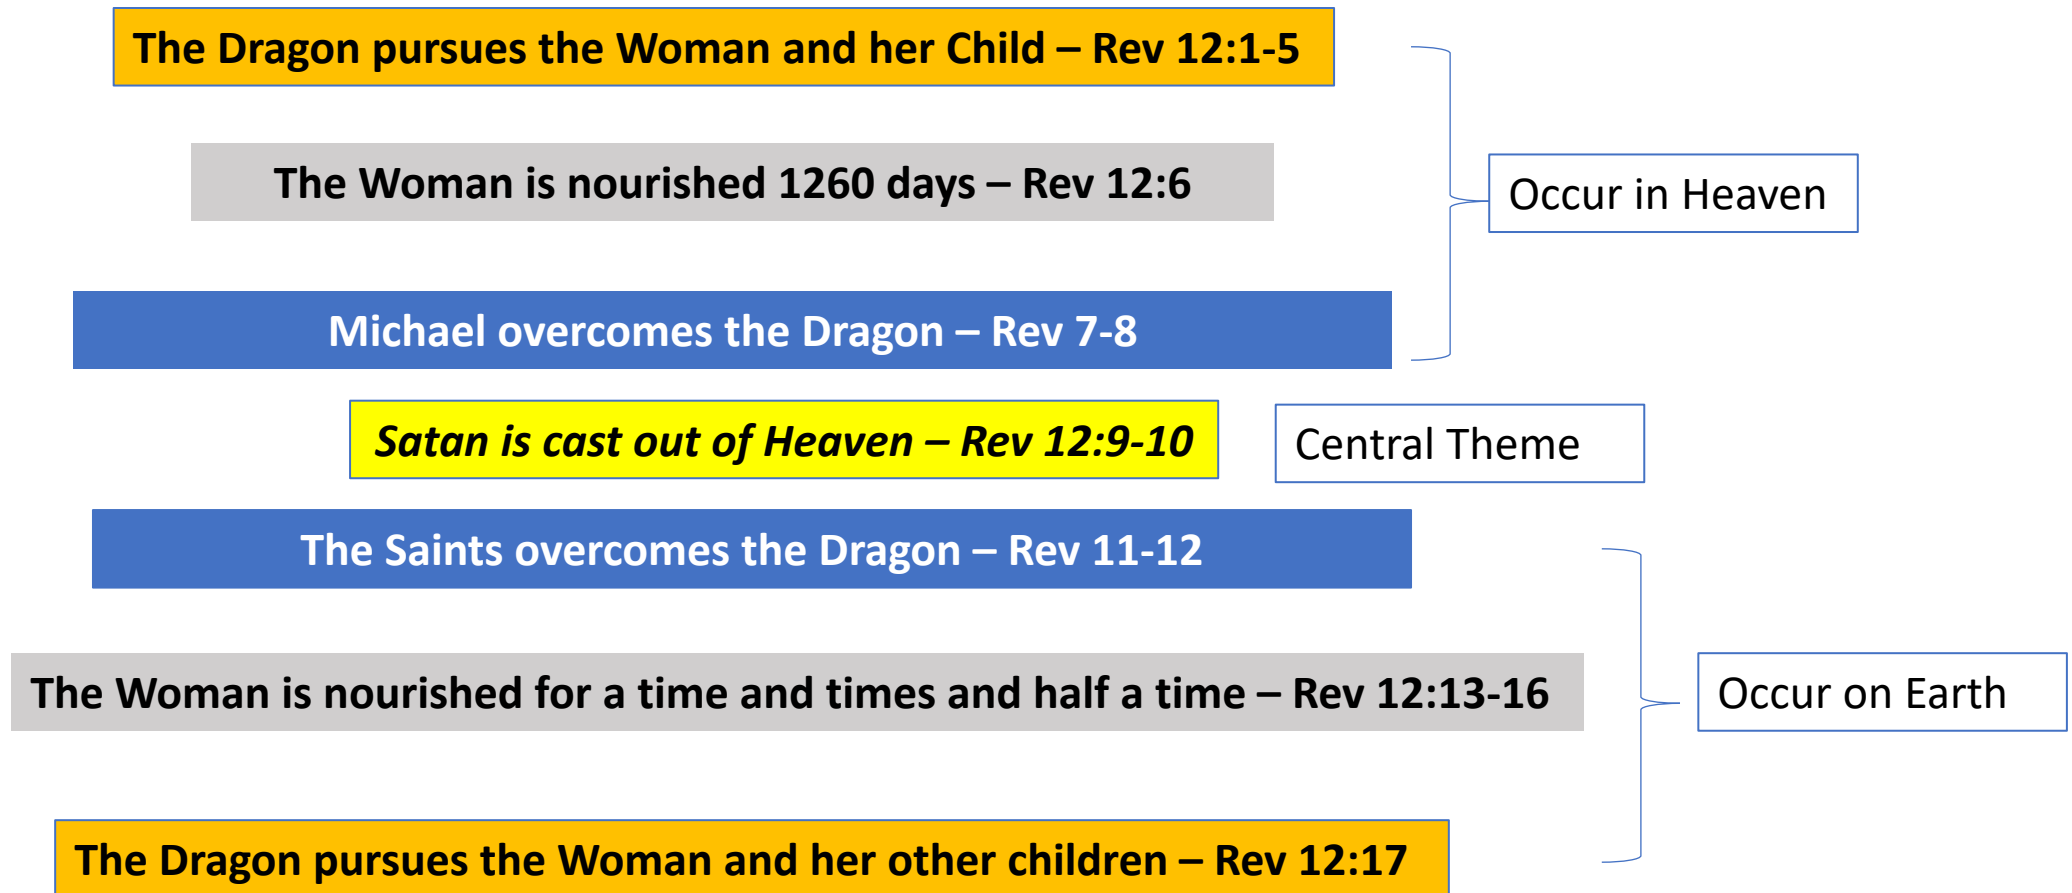 The Dragon pursues the Woman and her Child – Rev 12:1-5
The Woman is nourished 1260 days – Rev 12:6
Occur in Heaven
Michael overcomes the Dragon – Rev 7-8
Satan is cast out of Heaven – Rev 12:9-10
Central Theme
The Saints overcomes the Dragon – Rev 11-12
The Woman is nourished for a time and times and half a time – Rev 12:13-16
Occur on Earth
The Dragon pursues the Woman and her other children – Rev 12:17